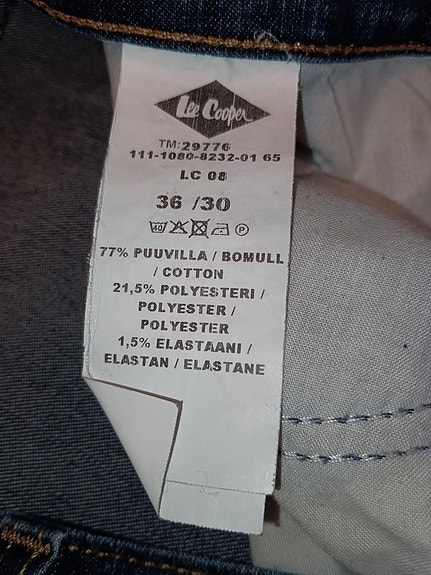 Lee Cooper
TM:29776
111-1080-8232-01 65
LC 08
36 /30
40 P
77% PUUVILLA / BOMULL
/ COTTON
21,5% POLYESTERI /
POLYESTER /
POLYESTER
1,5% ELASTAANI /
ELASTAN / ELASTANE